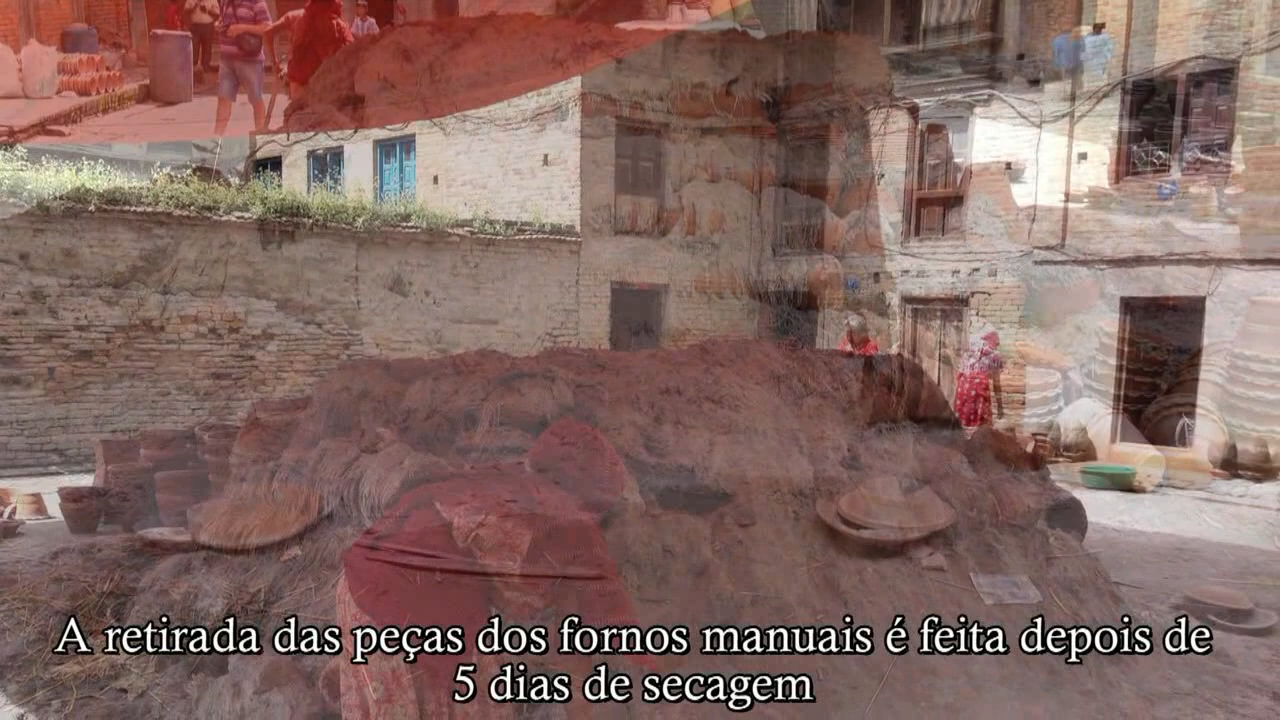 A retirada das peças dos fornos manuais é feita depois de
5 dias de secagem